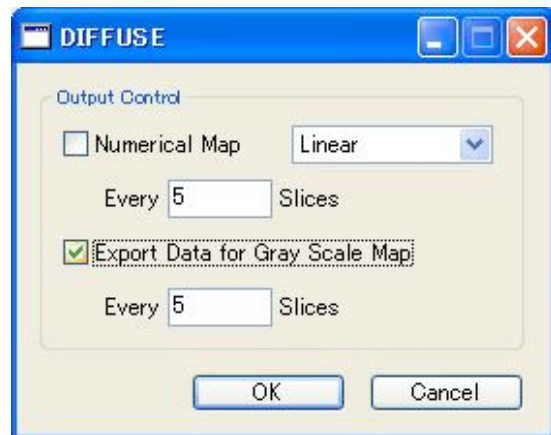 DIFFUSE
Output Control
Numerical Map Linear
Every 5 Slices
Export Data for Gray Scale Map
Every 5 Slices
OK Cancel